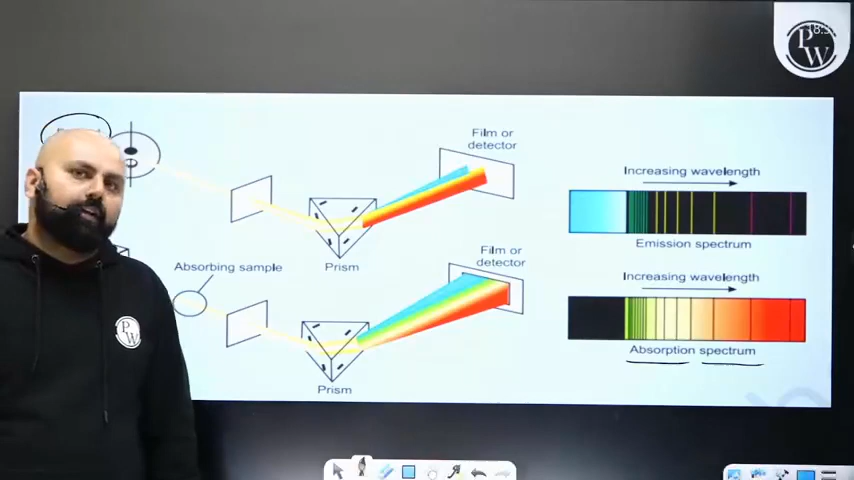 PW
18:
Film or
detector
Increasing wavelength
Emission spectrum
Prism
Absorbing sample
Film or
detector
Increasing wavelength
Absorption spectrum
Prism
PW